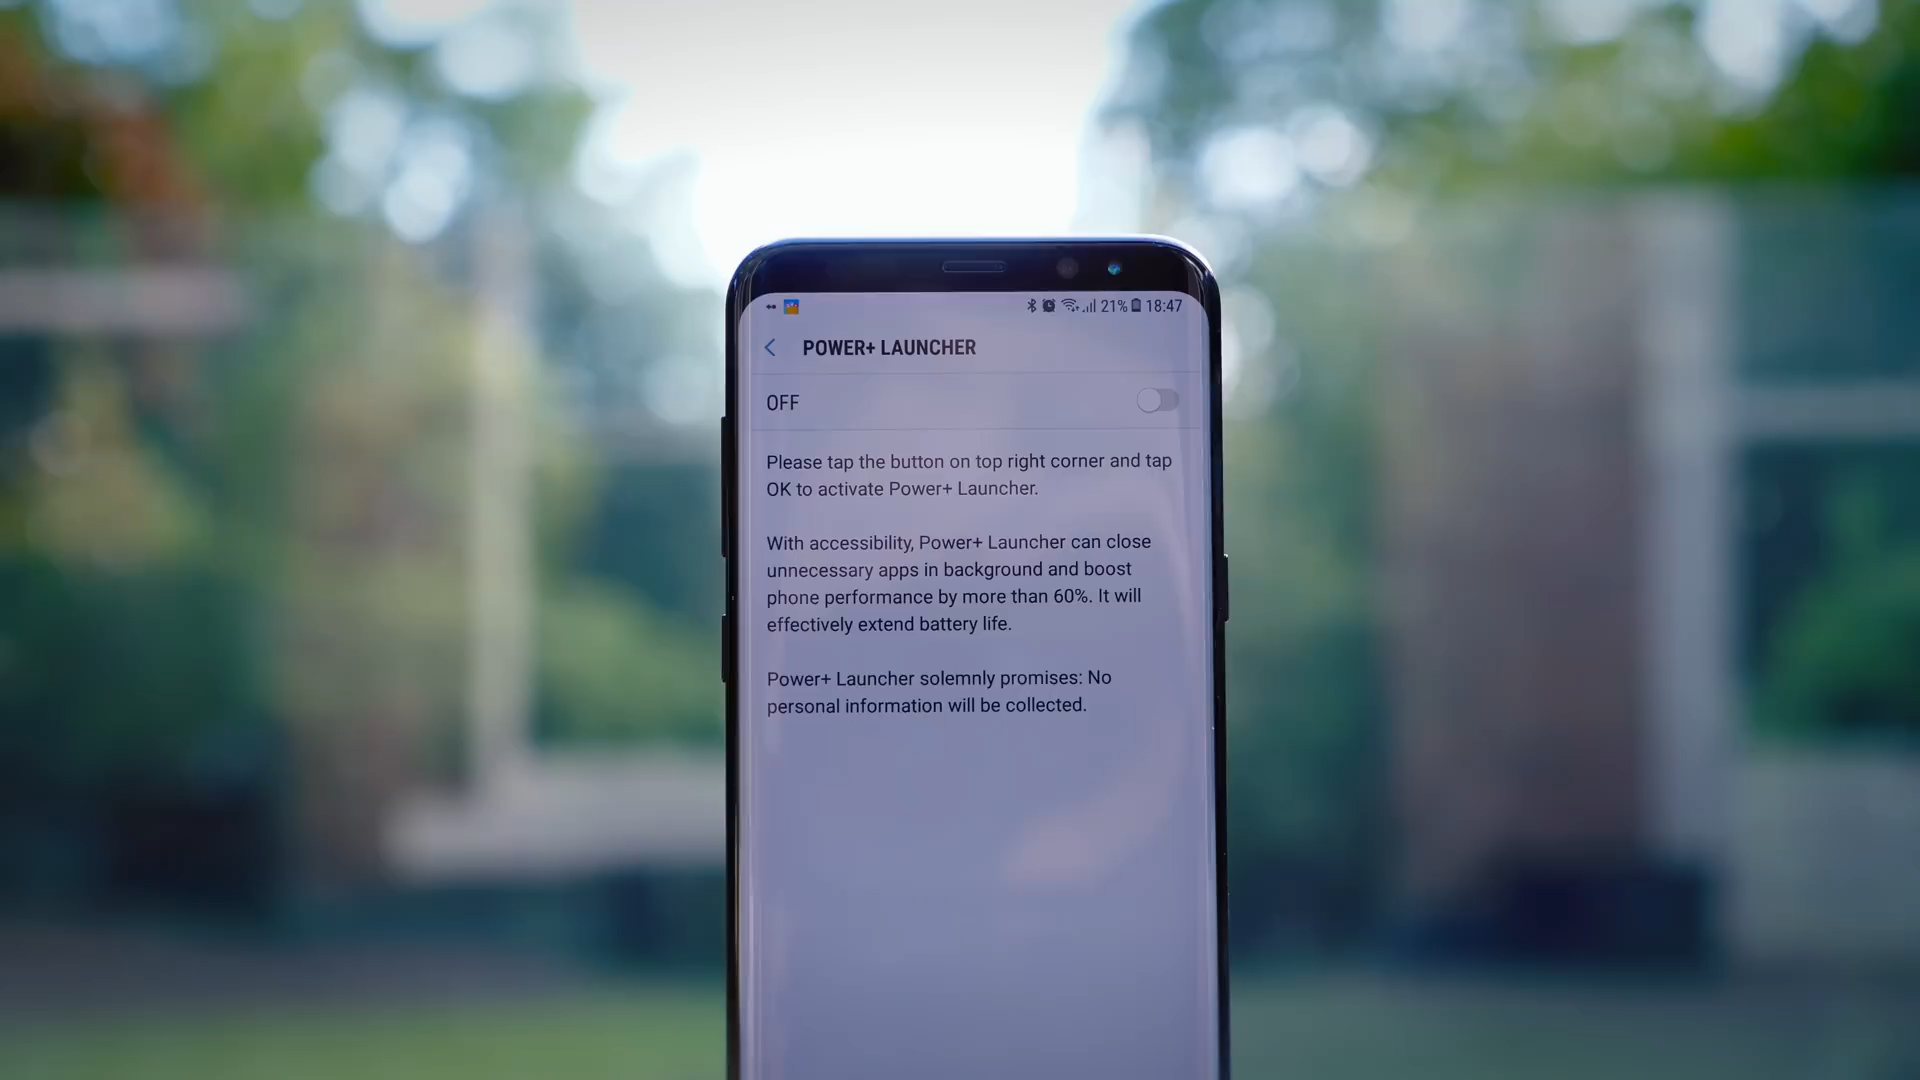 21% 18:47
POWER+ LAUNCHER
OFF
Please tap the button on top right corner and tap
OK to activate Power+ Launcher.
With accessibility, Power+ Launcher can close
unnecessary apps in background and boost
phone performance by more than 60%. It will
effectively extend battery life.
Power+ Launcher solemnly promises: No
personal information will be collected.